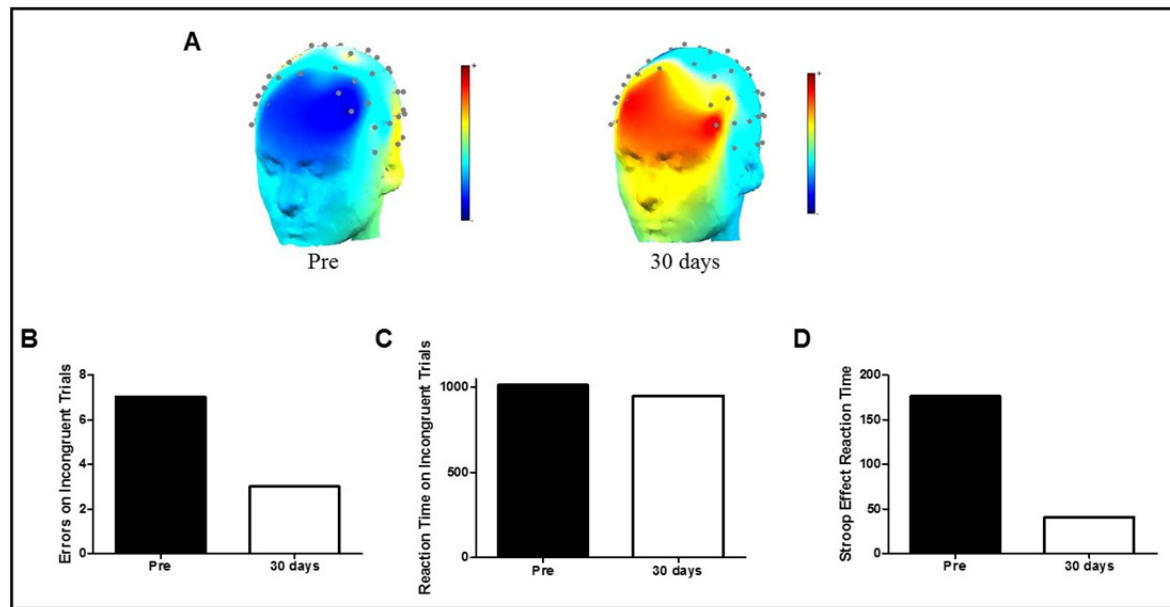 A
+
-
+
-
Pre
30 days
B
Errors on Incongruent Trials
8
6
4
2
0
Pre
30 days
C
Reaction Time on Incongruent Trials
1000
500
0
Pre
30 days
D
Stroop Effect Reaction Time
200
150
100
50
0
Pre
30 days